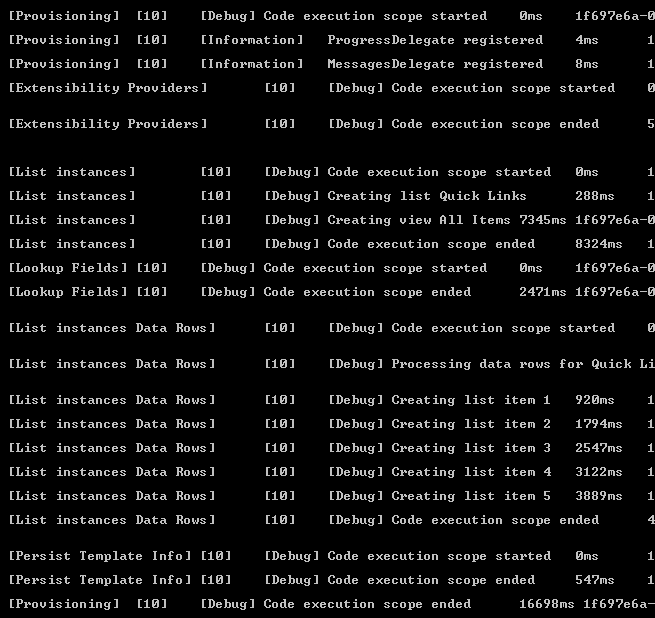 [Provisioning] [10] [Debug] Code execution scope started 0ms 1f697e6a-0
[Provisioning] [10] [Information] ProgressDelegate registered 4ms 1
[Provisioning] [10] [Information] MessagesDelegate registered 8ms 1
[Extensibility Providers] [10] [Debug] Code execution scope started 0
[Extensibility Providers] [10] [Debug] Code execution scope ended 5
[List instances] [10] [Debug] Code execution scope started 0ms 1
[List instances] [10] [Debug] Creating list Quick Links 288ms 1
[List instances] [10] [Debug] Creating view All Items 7345ms 1f697e6a-0
[List instances] [10] [Debug] Code execution scope ended 8324ms 1
[Lookup Fields] [10] [Debug] Code execution scope started 0ms 1f697e6a-0
[Lookup Fields] [10] [Debug] Code execution scope ended 2471ms 1f697e6a-0
[List instances Data Rows] [10] [Debug] Code execution scope started 0
[List instances Data Rows] [10] [Debug] Processing data rows for Quick Li
[List instances Data Rows] [10] [Debug] Creating list item 1 920ms 1
[List instances Data Rows] [10] [Debug] Creating list item 2 1794ms 1
[List instances Data Rows] [10] [Debug] Creating list item 3 2547ms 1
[List instances Data Rows] [10] [Debug] Creating list item 4 3122ms 1
[List instances Data Rows] [10] [Debug] Creating list item 5 3889ms 1
[List instances Data Rows] [10] [Debug] Code execution scope ended 4
[Persist Template Info] [10] [Debug] Code execution scope started 0ms 1
[Persist Template Info] [10] [Debug] Code execution scope ended 547ms 1
[Provisioning] [10] [Debug] Code execution scope ended 16698ms 1f697e6a-